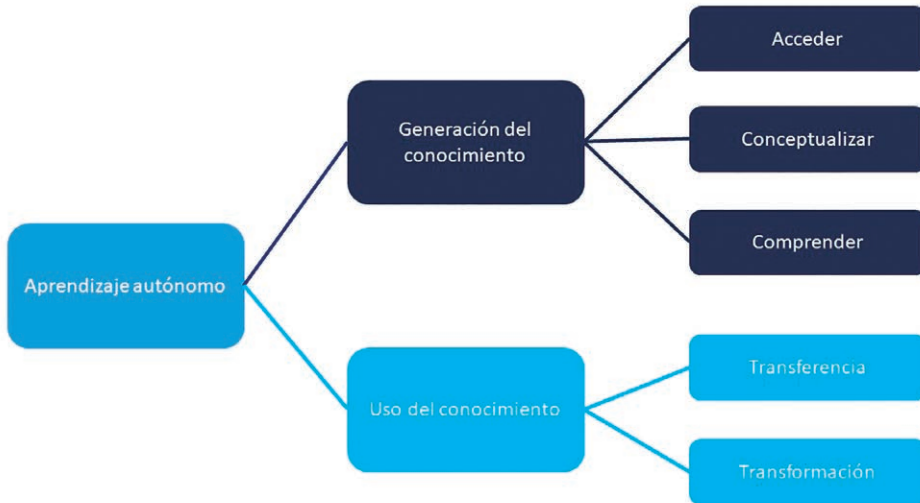 Aprendizaje autónomo
Generación del
conocimiento
Acceder
Conceptualizar
Comprender
Uso del conocimiento
Transferencia
Transformación